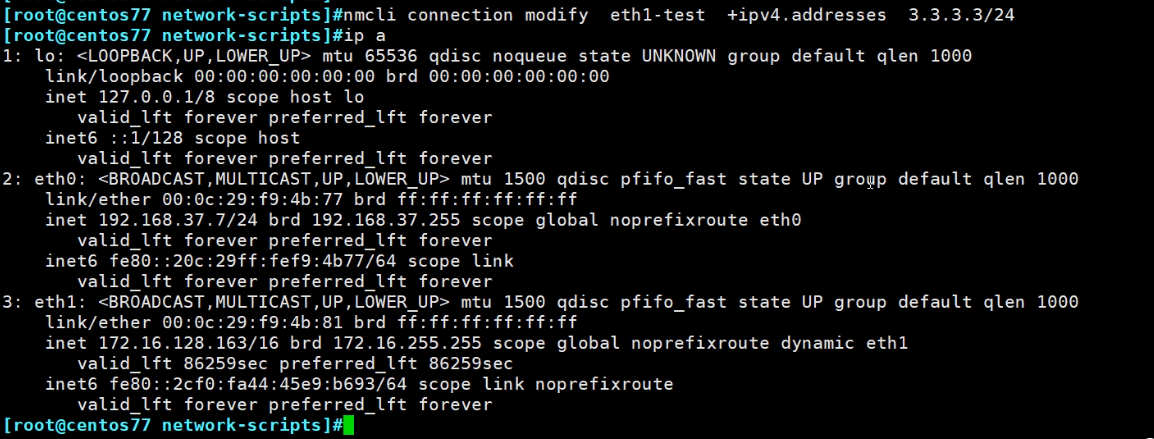 [root@centos77 network-scripts]#nmcli connection modify  eth1-test  +ipv4.addresses  3.3.3.3/24
[root@centos77 network-scripts]#ip a
1: lo: <LOOPBACK,UP,LOWER_UP> mtu 65536 qdisc noqueue state UNKNOWN group default qlen 1000
    link/loopback 00:00:00:00:00:00 brd 00:00:00:00:00:00
    inet 127.0.0.1/8 scope host lo
       valid_lft forever preferred_lft forever
    inet6 ::1/128 scope host
       valid_lft forever preferred_lft forever
2: eth0: <BROADCAST,MULTICAST,UP,LOWER_UP> mtu 1500 qdisc pfifo_fast state UP group default qlen 1000
    link/ether 00:0c:29:f9:4b:77 brd ff:ff:ff:ff:ff:ff
    inet 192.168.37.7/24 brd 192.168.37.255 scope global noprefixroute eth0
       valid_lft forever preferred_lft forever
    inet6 fe80::20c:29ff:fef9:4b77/64 scope link
       valid_lft forever preferred_lft forever
3: eth1: <BROADCAST,MULTICAST,UP,LOWER_UP> mtu 1500 qdisc pfifo_fast state UP group default qlen 1000
    link/ether 00:0c:29:f9:4b:81 brd ff:ff:ff:ff:ff:ff
    inet 172.16.128.163/16 brd 172.16.255.255 scope global noprefixroute dynamic eth1
       valid_lft 86259sec preferred_lft 86259sec
    inet6 fe80::2cf0:fa44:45e9:b693/64 scope link noprefixroute
       valid_lft forever preferred_lft forever
[root@centos77 network-scripts]#